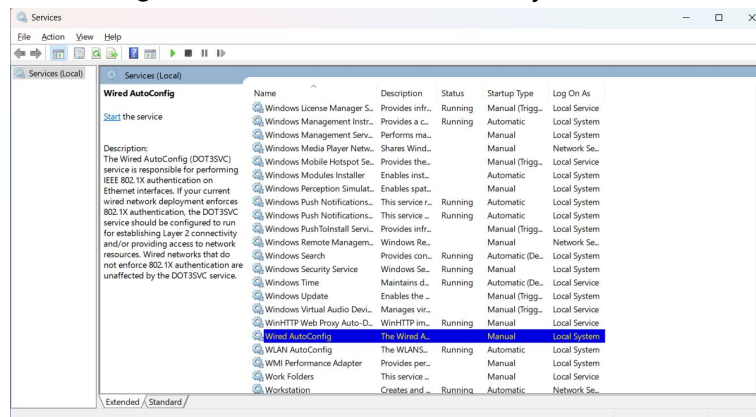 Services
File Action View Help
Services (Local)
Services (Local)
Wired AutoConfig
Start the service
Description:
The Wired AutoConfig (DOT3SVC)
service is responsible for performing
IEEE 802.1X authentication on
Ethernet interfaces. If your current
wired network deployment enforces
802.1X authentication, the DOT3SVC
service should be configured to run
for establishing Layer 2 connectivity
and/or providing access to network
resources. Wired networks that do
not enforce 802.1X authentication are
unaffected by the DOT3SVC service.
Name Description Status Startup Type Log On As
Windows License Manager S... Provides infr... Running Manual (Trigg... Local Service
Windows Management Instr... Provides a c... Running Automatic Local System
Windows Management Serv... Performs ma... Manual Local System
Windows Media Player Netw... Shares Wind... Manual Network Se...
Windows Mobile Hotspot Se... Provides the... Manual (Trigg... Local Service
Windows Modules Installer Enables inst... Automatic Local System
Windows Perception Simulat... Enables spat... Manual Local System
Windows Push Notifications... This service r... Running Automatic Local System
Windows Push Notifications... This service ... Running Automatic Local System
Windows PushToInstall Servi... Provides infr... Manual (Trigg... Local System
Windows Remote Managem... Windows Re... Manual Network Se...
Windows Search Provides con... Running Automatic (De... Local System
Windows Security Service Windows Se... Running Manual Local System
Windows Time Maintains d... Running Automatic (De... Local Service
Windows Update Enables the ... Manual (Trigg... Local System
Windows Virtual Audio Devi... Manages vir... Manual (Trigg... Local System
WinHTTP Web Proxy Auto-D... WinHTTP im... Running Manual Local Service
Wired AutoConfig The Wired A... Manual Local System
WLAN AutoConfig The WLANS... Running Automatic Local System
WMI Performance Adapter Provides per... Manual Local System
Work Folders This service ... Manual Local Service
Workstation Creates and ... Running Automatic Network Se...
Extended Standard